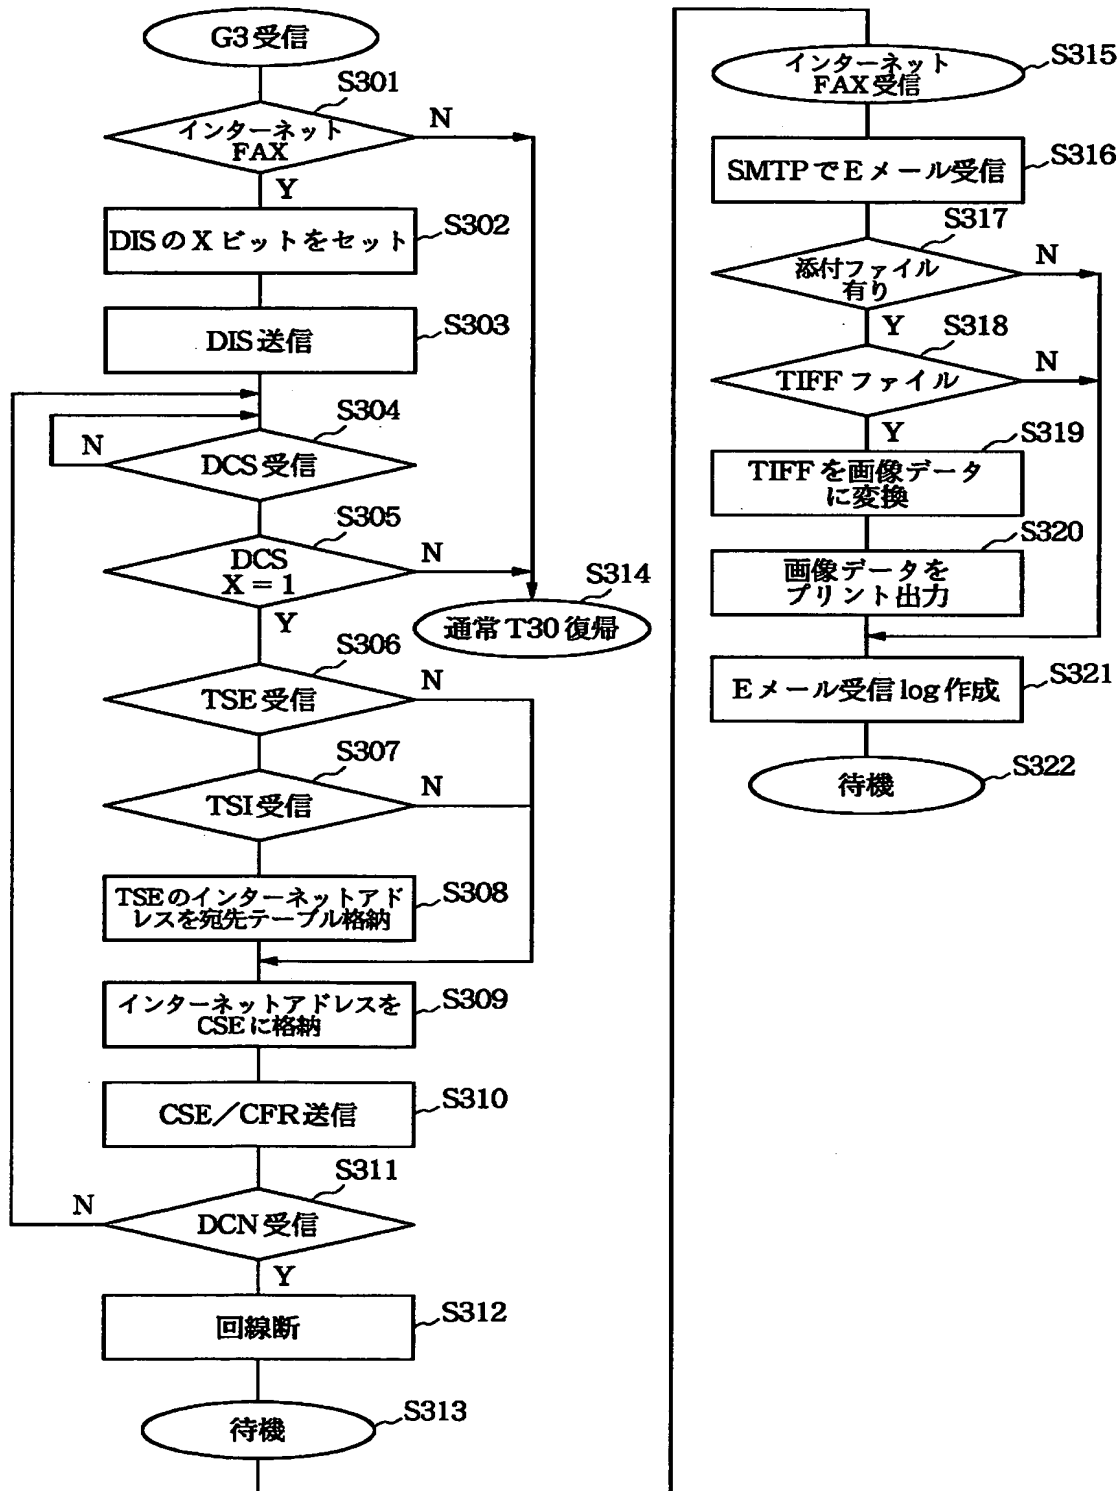 G3受信
S301
インターネット
FAX
N
Y
S302
DISのXビットをセット
S303
DIS送信
S304
N
DCS受信
S305
DCS
X=1
N
Y
S314
通常T30復帰
S306
TSE受信
N
S307
TSI受信
N
S308
TSEのインターネットアド
レスを宛先テーブル格納
S309
インターネットアドレスを
CSEに格納
S310
CSE/CFR送信
S311
N
DCN受信
Y
S312
回線断
S313
待機
S315
インターネット
FAX受信
S316
SMTPでEメール受信
S317
添付ファイル
有り
N
Y
S318
TIFFファイル
N
Y
S319
TIFFを画像データ
に変換
S320
画像データを
プリント出力
S321
Eメール受信log作成
S322
待機